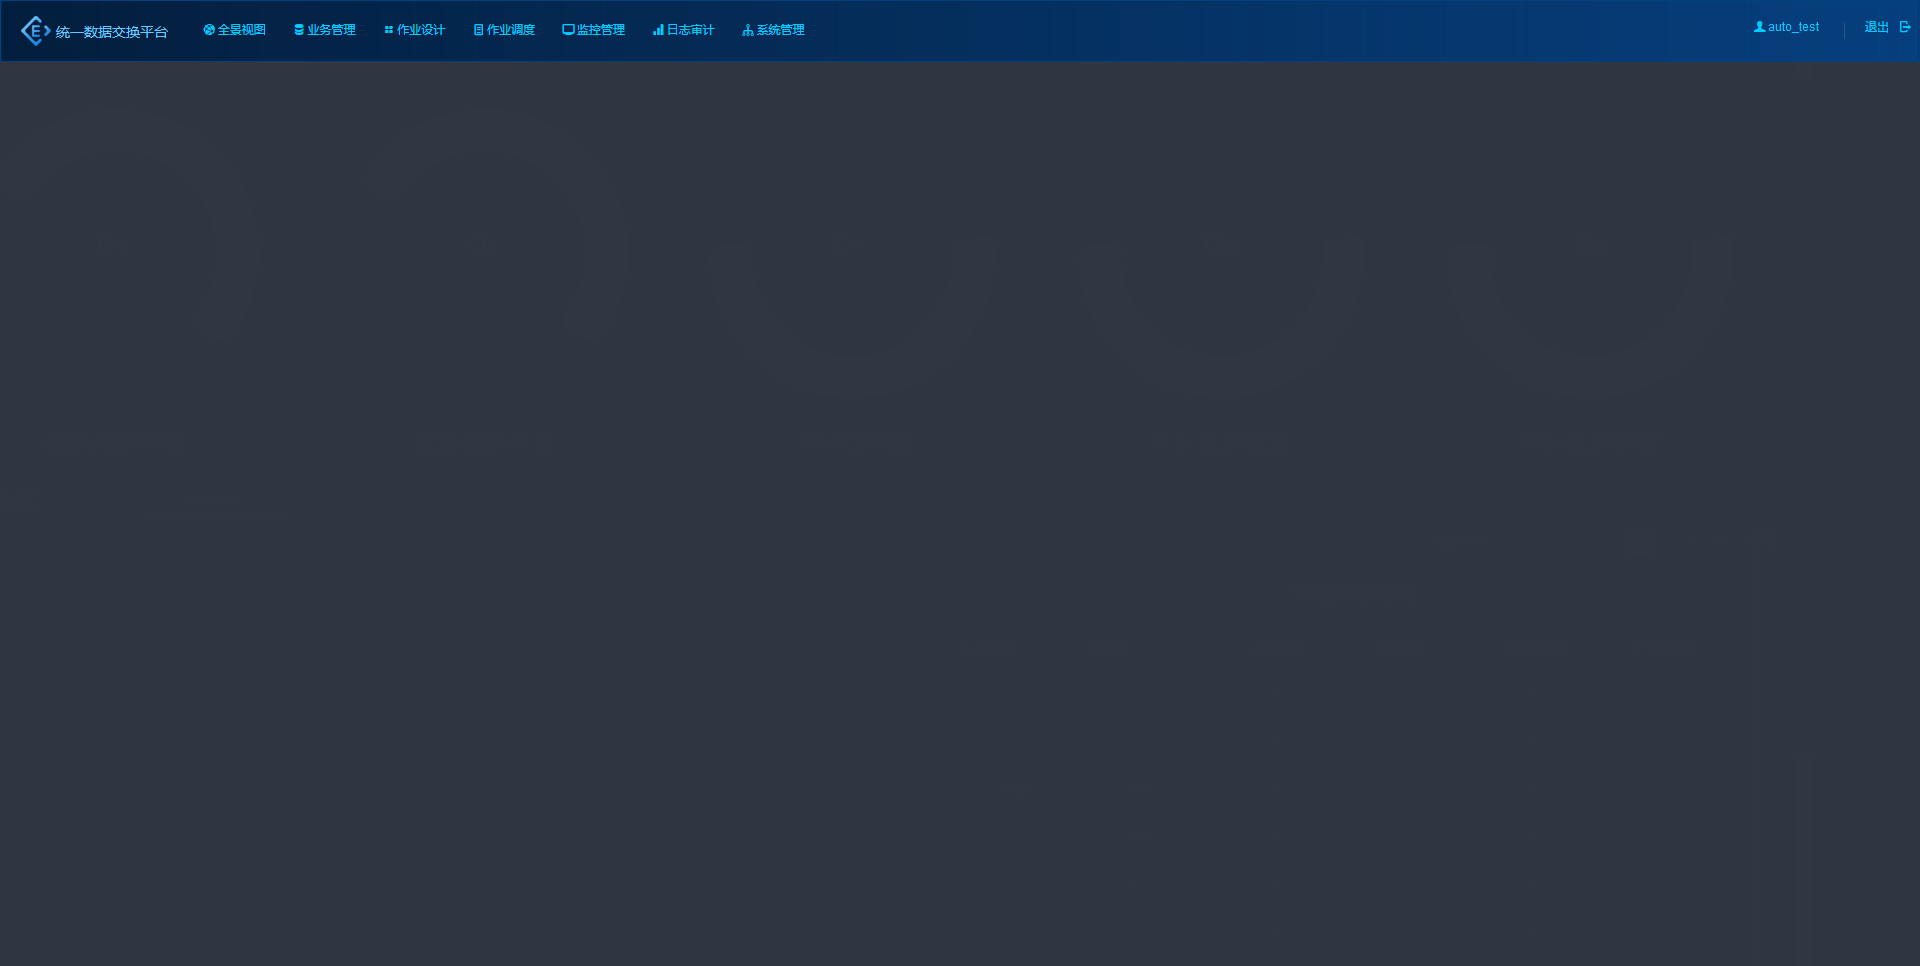 统一数据交换平台 全景视图 业务管理 作业设计 作业调度 监控管理 日志审计 系统管理 auto_test 退出